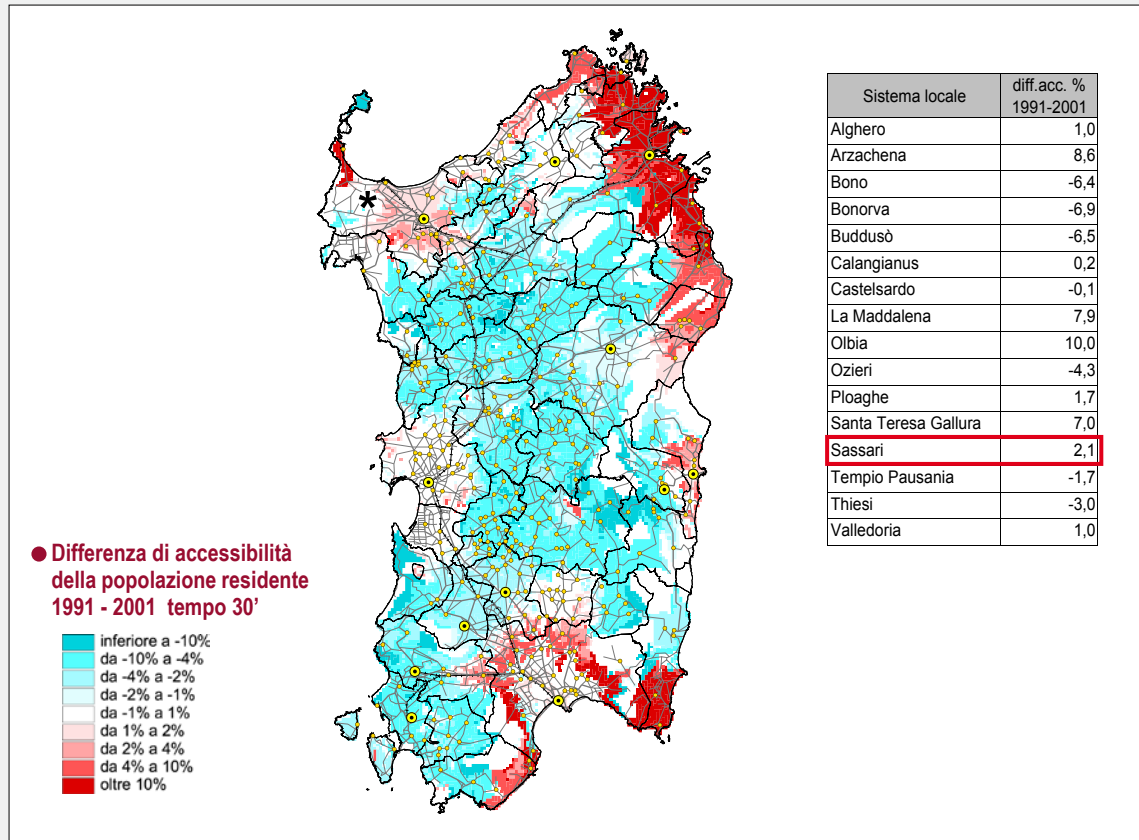 Sistema locale diff.acc. % 1991-2001
Alghero 1,0
Arzachena 8,6
Bono -6,4
Bonorva -6,9
Buddusò -6,5
Calangianus 0,2
Castelsardo -0,1
La Maddalena 7,9
Olbia 10,0
Ozieri -4,3
Ploaghe 1,7
Santa Teresa Gallura 7,0
Sassari 2,1
Tempio Pausania -1,7
Thiesi -3,0
Valledoria 1,0
*
Differenza di accessibilità
della popolazione residente
1991 - 2001 tempo 30'
inferiore a -10%
da -10% a -4%
da -4% a -2%
da -2% a -1%
da -1% a 1%
da 1% a 2%
da 2% a 4%
da 4% a 10%
oltre 10%